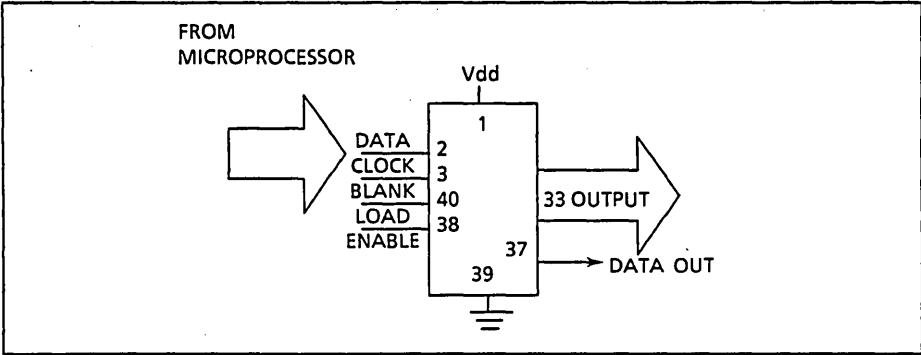 FROM
MICROPROCESSOR
Vdd
1
DATA
2
CLOCK
3
BLANK
40
LOAD
38
ENABLE
33 OUTPUT
37
DATA OUT
39